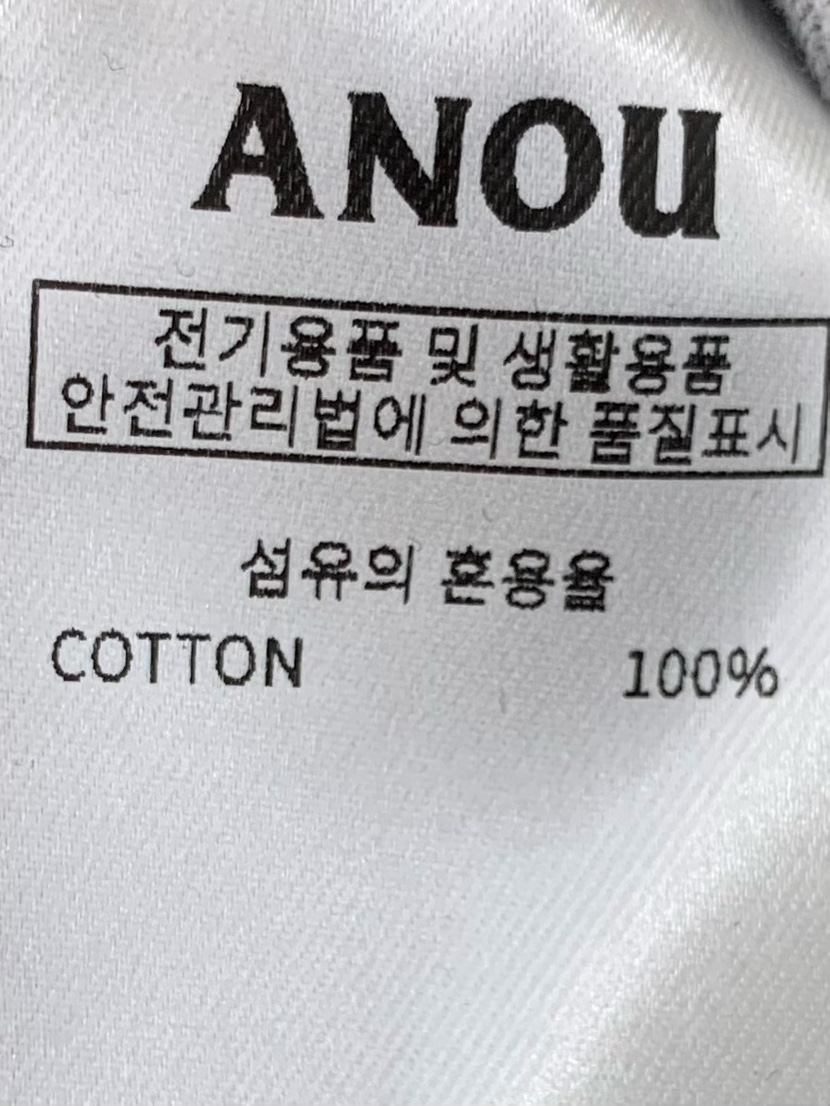 ANOU
전기용품 및 생활용품
안전관리법에 의한 품질표시
섬유의 혼용율
COTTON 100%